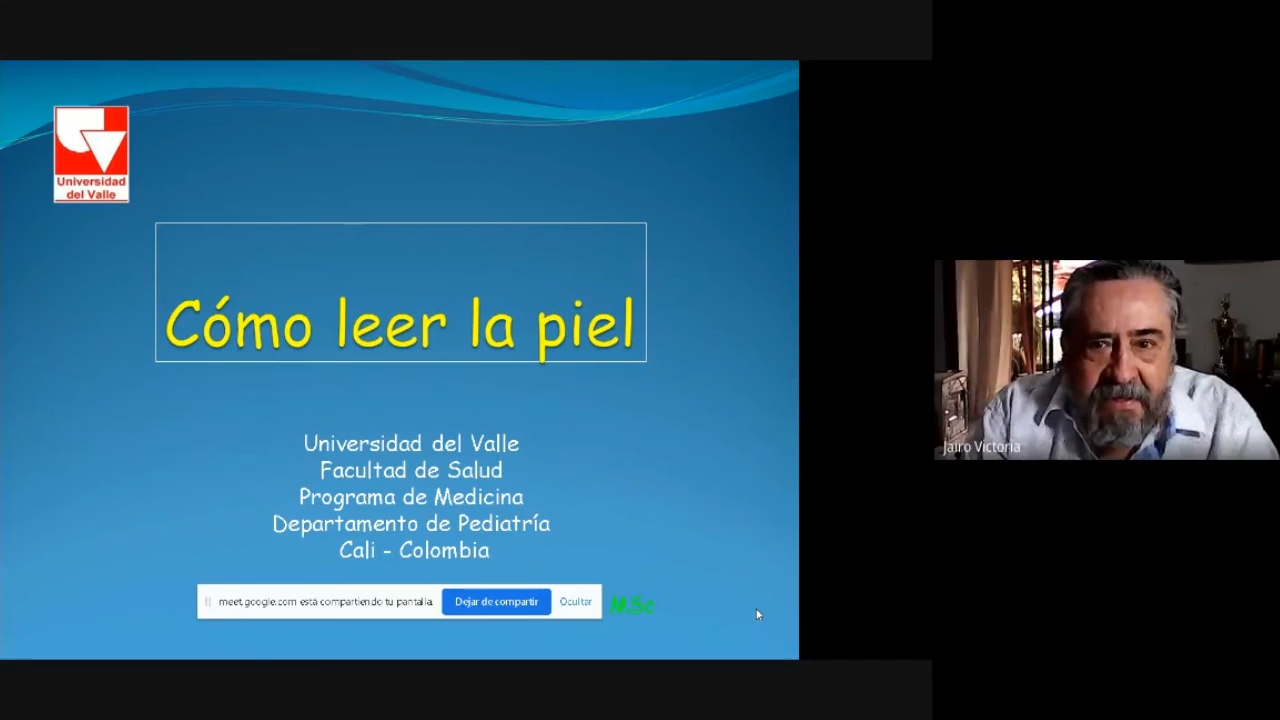 Universidad
del Valle
Cómo leer la piel
Universidad del Valle
Facultad de Salud
Programa de Medicina
Departamento de Pediatría
Cali - Colombia
meet.google.com está compartiendo tu pantalla.
Dejar de compartir
Ocultar
MSc
Jairo Victoria